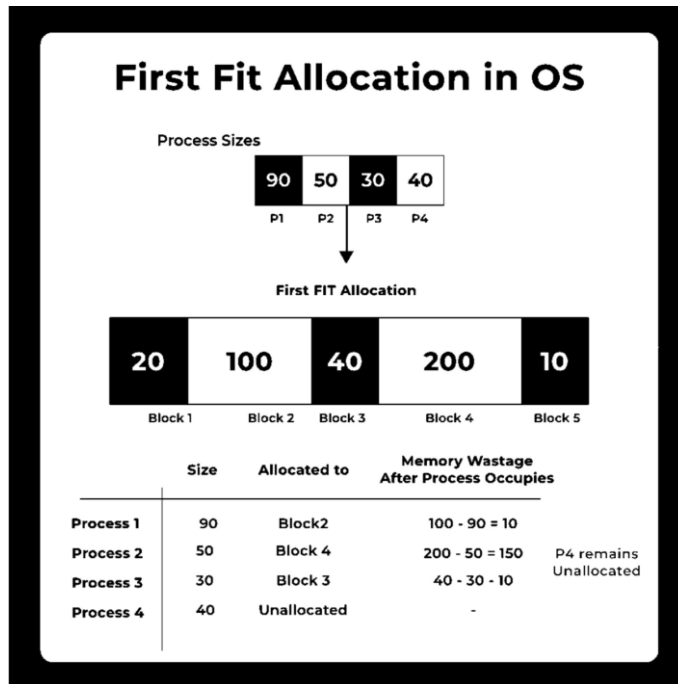 First Fit Allocation in OS
Process Sizes
90 50 30 40
P1 P2 P3 P4
First FIT Allocation
20 100 40 200 10
Block 1 Block 2 Block 3 Block 4 Block 5
Size Allocated to Memory Wastage
After Process Occupies
Process 1 90 Block2 100 - 90 = 10
Process 2 50 Block 4 200 - 50 = 150
P4 remains
Unallocated
Process 3 30 Block 3 40 - 30 - 10
Process 4 40 Unallocated -